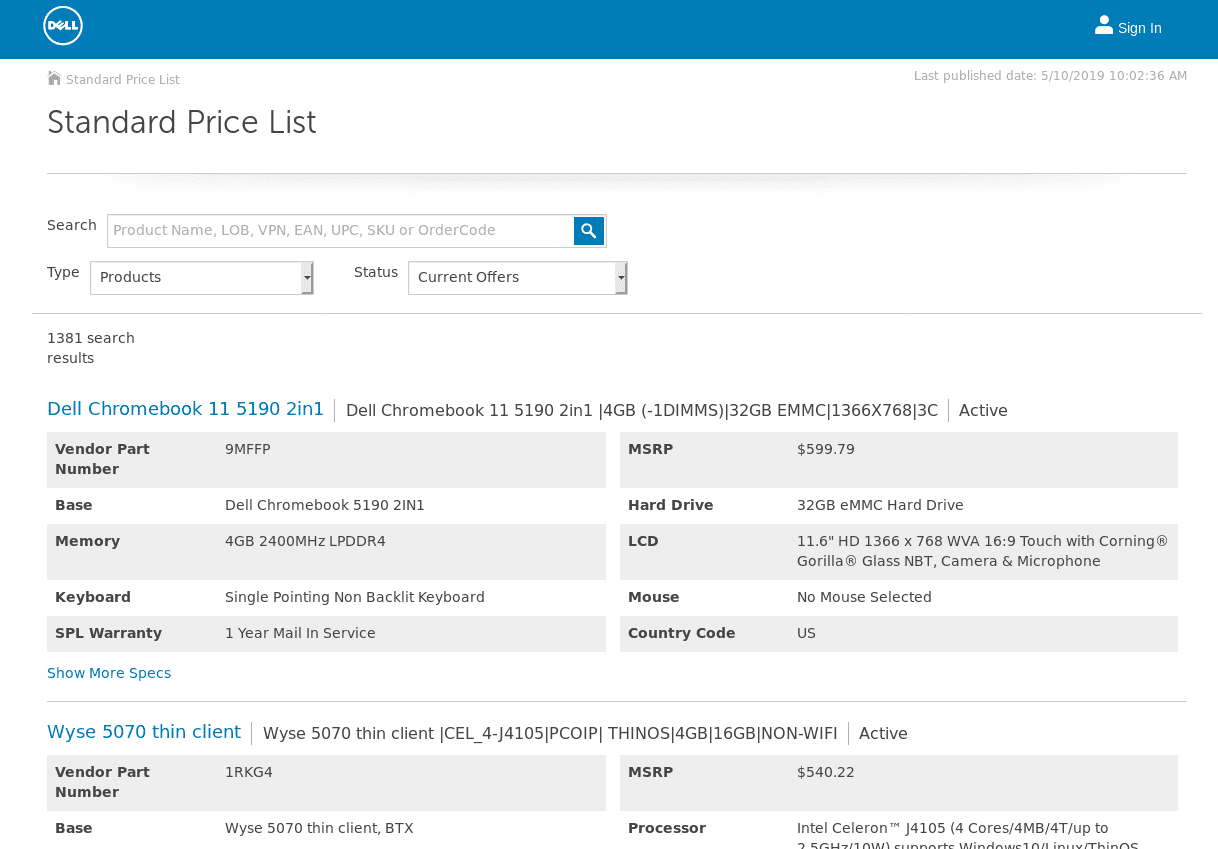 DELL
Sign In
Standard Price List
Last published date: 5/10/2019 10:02:36 AM
Standard Price List
Search
Product Name, LOB, VPN, EAN, UPC, SKU or OrderCode
Type
Products
Status
Current Offers
1381 search
results
Dell Chromebook 11 5190 2in1
Dell Chromebook 11 5190 2in1 |4GB (-1DIMMS)|32GB EMMC|1366X768|3C
Active
Vendor Part
Number
9MFFP
MSRP
$599.79
Base
Dell Chromebook 5190 2IN1
Hard Drive
32GB eMMC Hard Drive
Memory
4GB 2400MHz LPDDR4
LCD
11.6" HD 1366 x 768 WVA 16:9 Touch with Corning®
Gorilla® Glass NBT, Camera & Microphone
Keyboard
Single Pointing Non Backlit Keyboard
Mouse
No Mouse Selected
SPL Warranty
1 Year Mail In Service
Country Code
US
Show More Specs
Wyse 5070 thin client
Wyse 5070 thin client |CEL_4-J4105|PCOIP| THINOS|4GB|16GB|NON-WIFI
Active
Vendor Part
Number
1RKG4
MSRP
$540.22
Base
Wyse 5070 thin client, BTX
Processor
Intel Celeron™ J4105 (4 Cores/4MB/4T/up to
2.5GHz/10W) supports Windows10/Linux/ThinOS